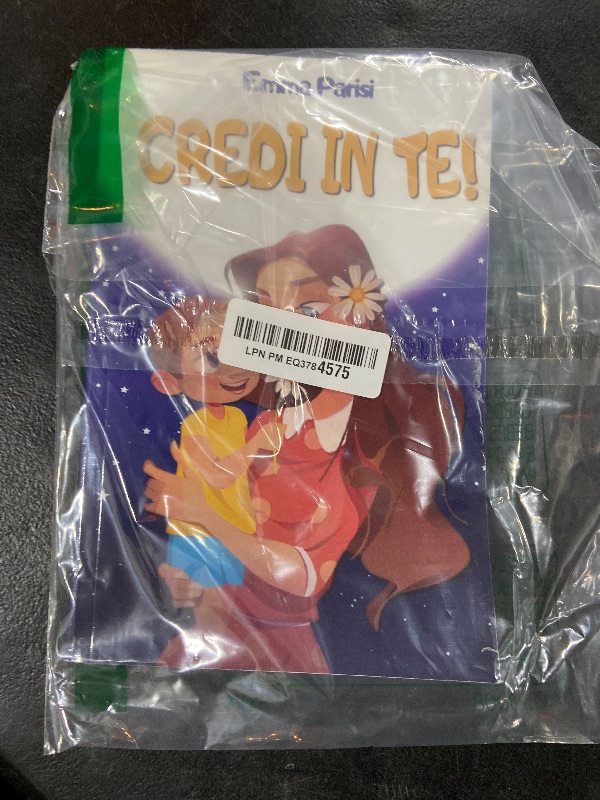 Emma Parisi
CREDI IN TE!
LPN PM EQ3784575